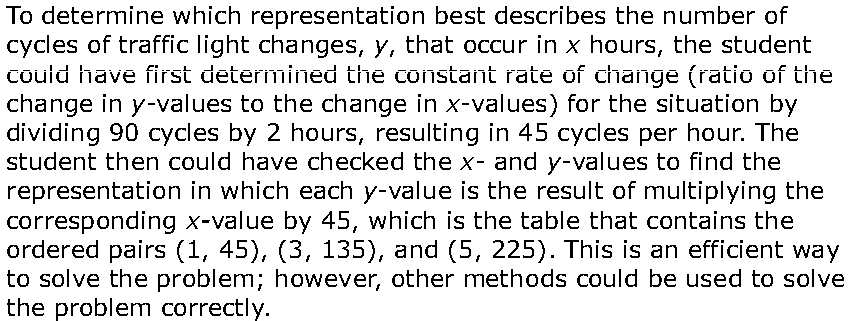 To determine which representation best describes the number of
cycles of traffic light changes, y, that occur in x hours, the student
could have first determined the constant rate of change (ratio of the
change in y-values to the change in x-values) for the situation by
dividing 90 cycles by 2 hours, resulting in 45 cycles per hour. The
student then could have checked the x- and y-values to find the
representation in which each y-value is the result of multiplying the
corresponding x-value by 45, which is the table that contains the
ordered pairs (1, 45), (3, 135), and (5, 225). This is an efficient way
to solve the problem; however, other methods could be used to solve
the problem correctly.